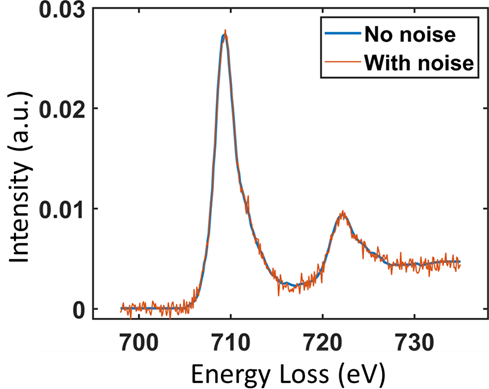 0.03
No noise
With noise
0.02
Intensity (a.u.)
0.01
0
700
710
720
730
Energy Loss (eV)